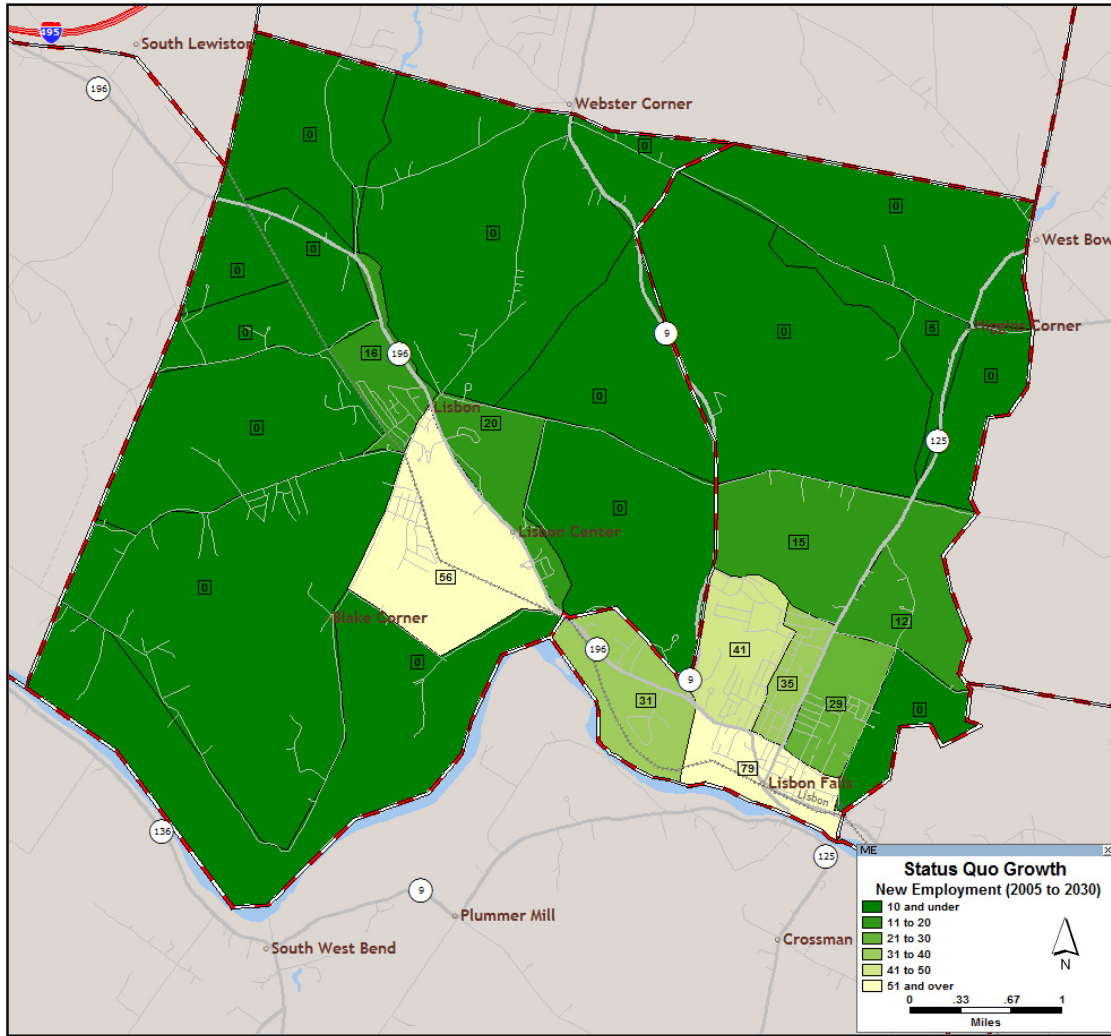 495
South Lewiston
196
Webster Corner
0
0
0
West Bow
0
0
0
0
0
5
Higgins Corner
9
16
196
0
Lisbon
0
0
20
125
0
Lisbon Center
15
56
0
Blake Corner
12
196
41
0
9
35
31
29
0
79
Lisbon Falls
Lisbon
136
125
9
Plummer Mill
Crossman
South West Bend
ME
Status Quo Growth
New Employment (2005 to 2030)
10 and under
11 to 20
21 to 30
31 to 40
41 to 50
51 and over
N
0 .33 .67 1
Miles